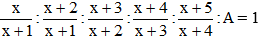 x/(x+1) : (x+2)/(x+1) : (x+3)/(x+2) : (x+4)/(x+3) : (x+5)/(x+4) : A = 1